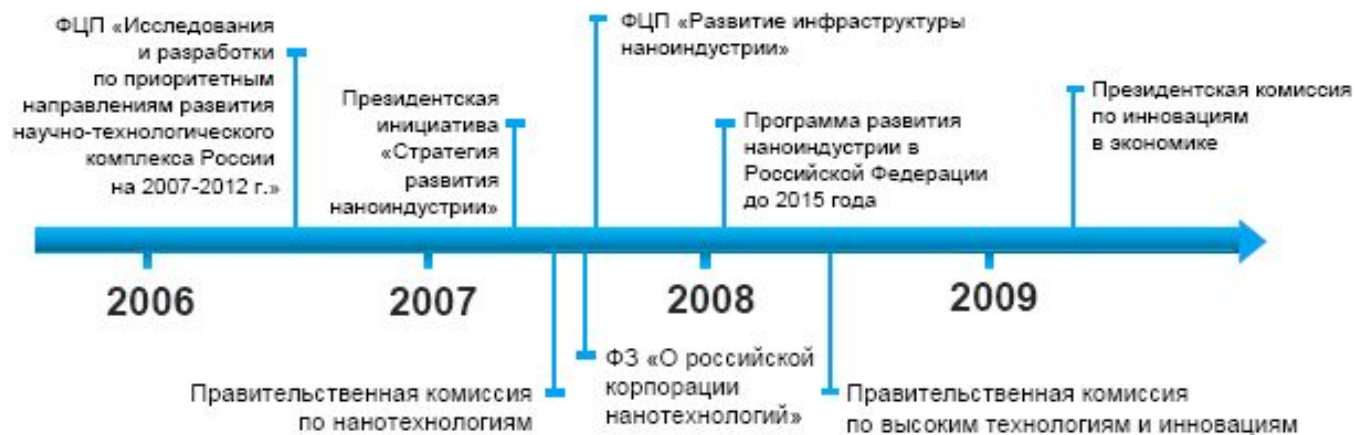 ФЦП «Исследования
и разработки
по приоритетным
направлениям развития
научно-технологического
комплекса России
на 2007-2012 г.»
Президентская
инициатива
«Стратегия
развития
наноиндустрии»
ФЦП «Развитие инфраструктуры
наноиндустрии»
Программа развития
наноиндустрии в
Российской Федерации
до 2015 года
Президентская комиссия
по инновациям
в экономике
2006
2007
2008
2009
Правительственная комиссия
по нанотехнологиям
ФЗ «О российской
корпорации
нанотехнологий»
Правительственная комиссия
по высоким технологиям и инновациям